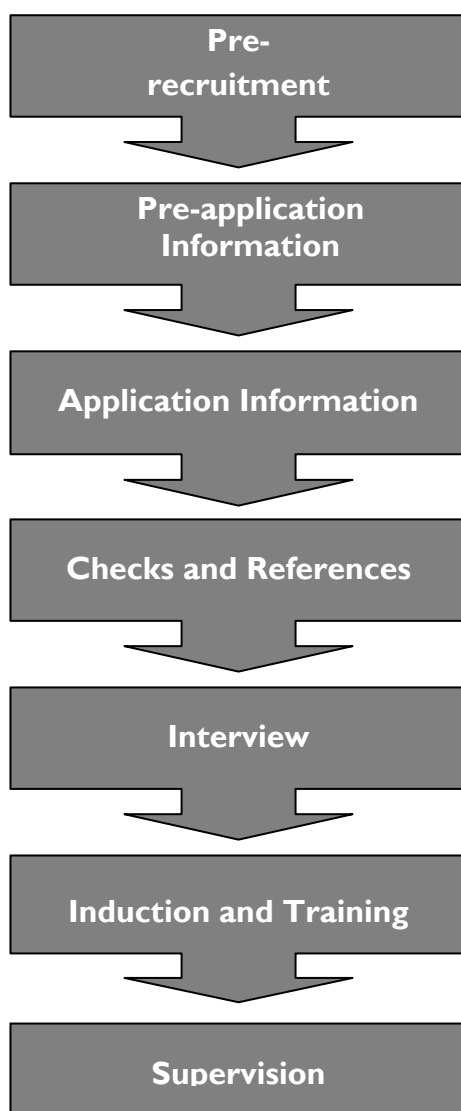 Pre-
recruitment
Pre-application
Information
Application Information
Checks and References
Interview
Induction and Training
Supervision